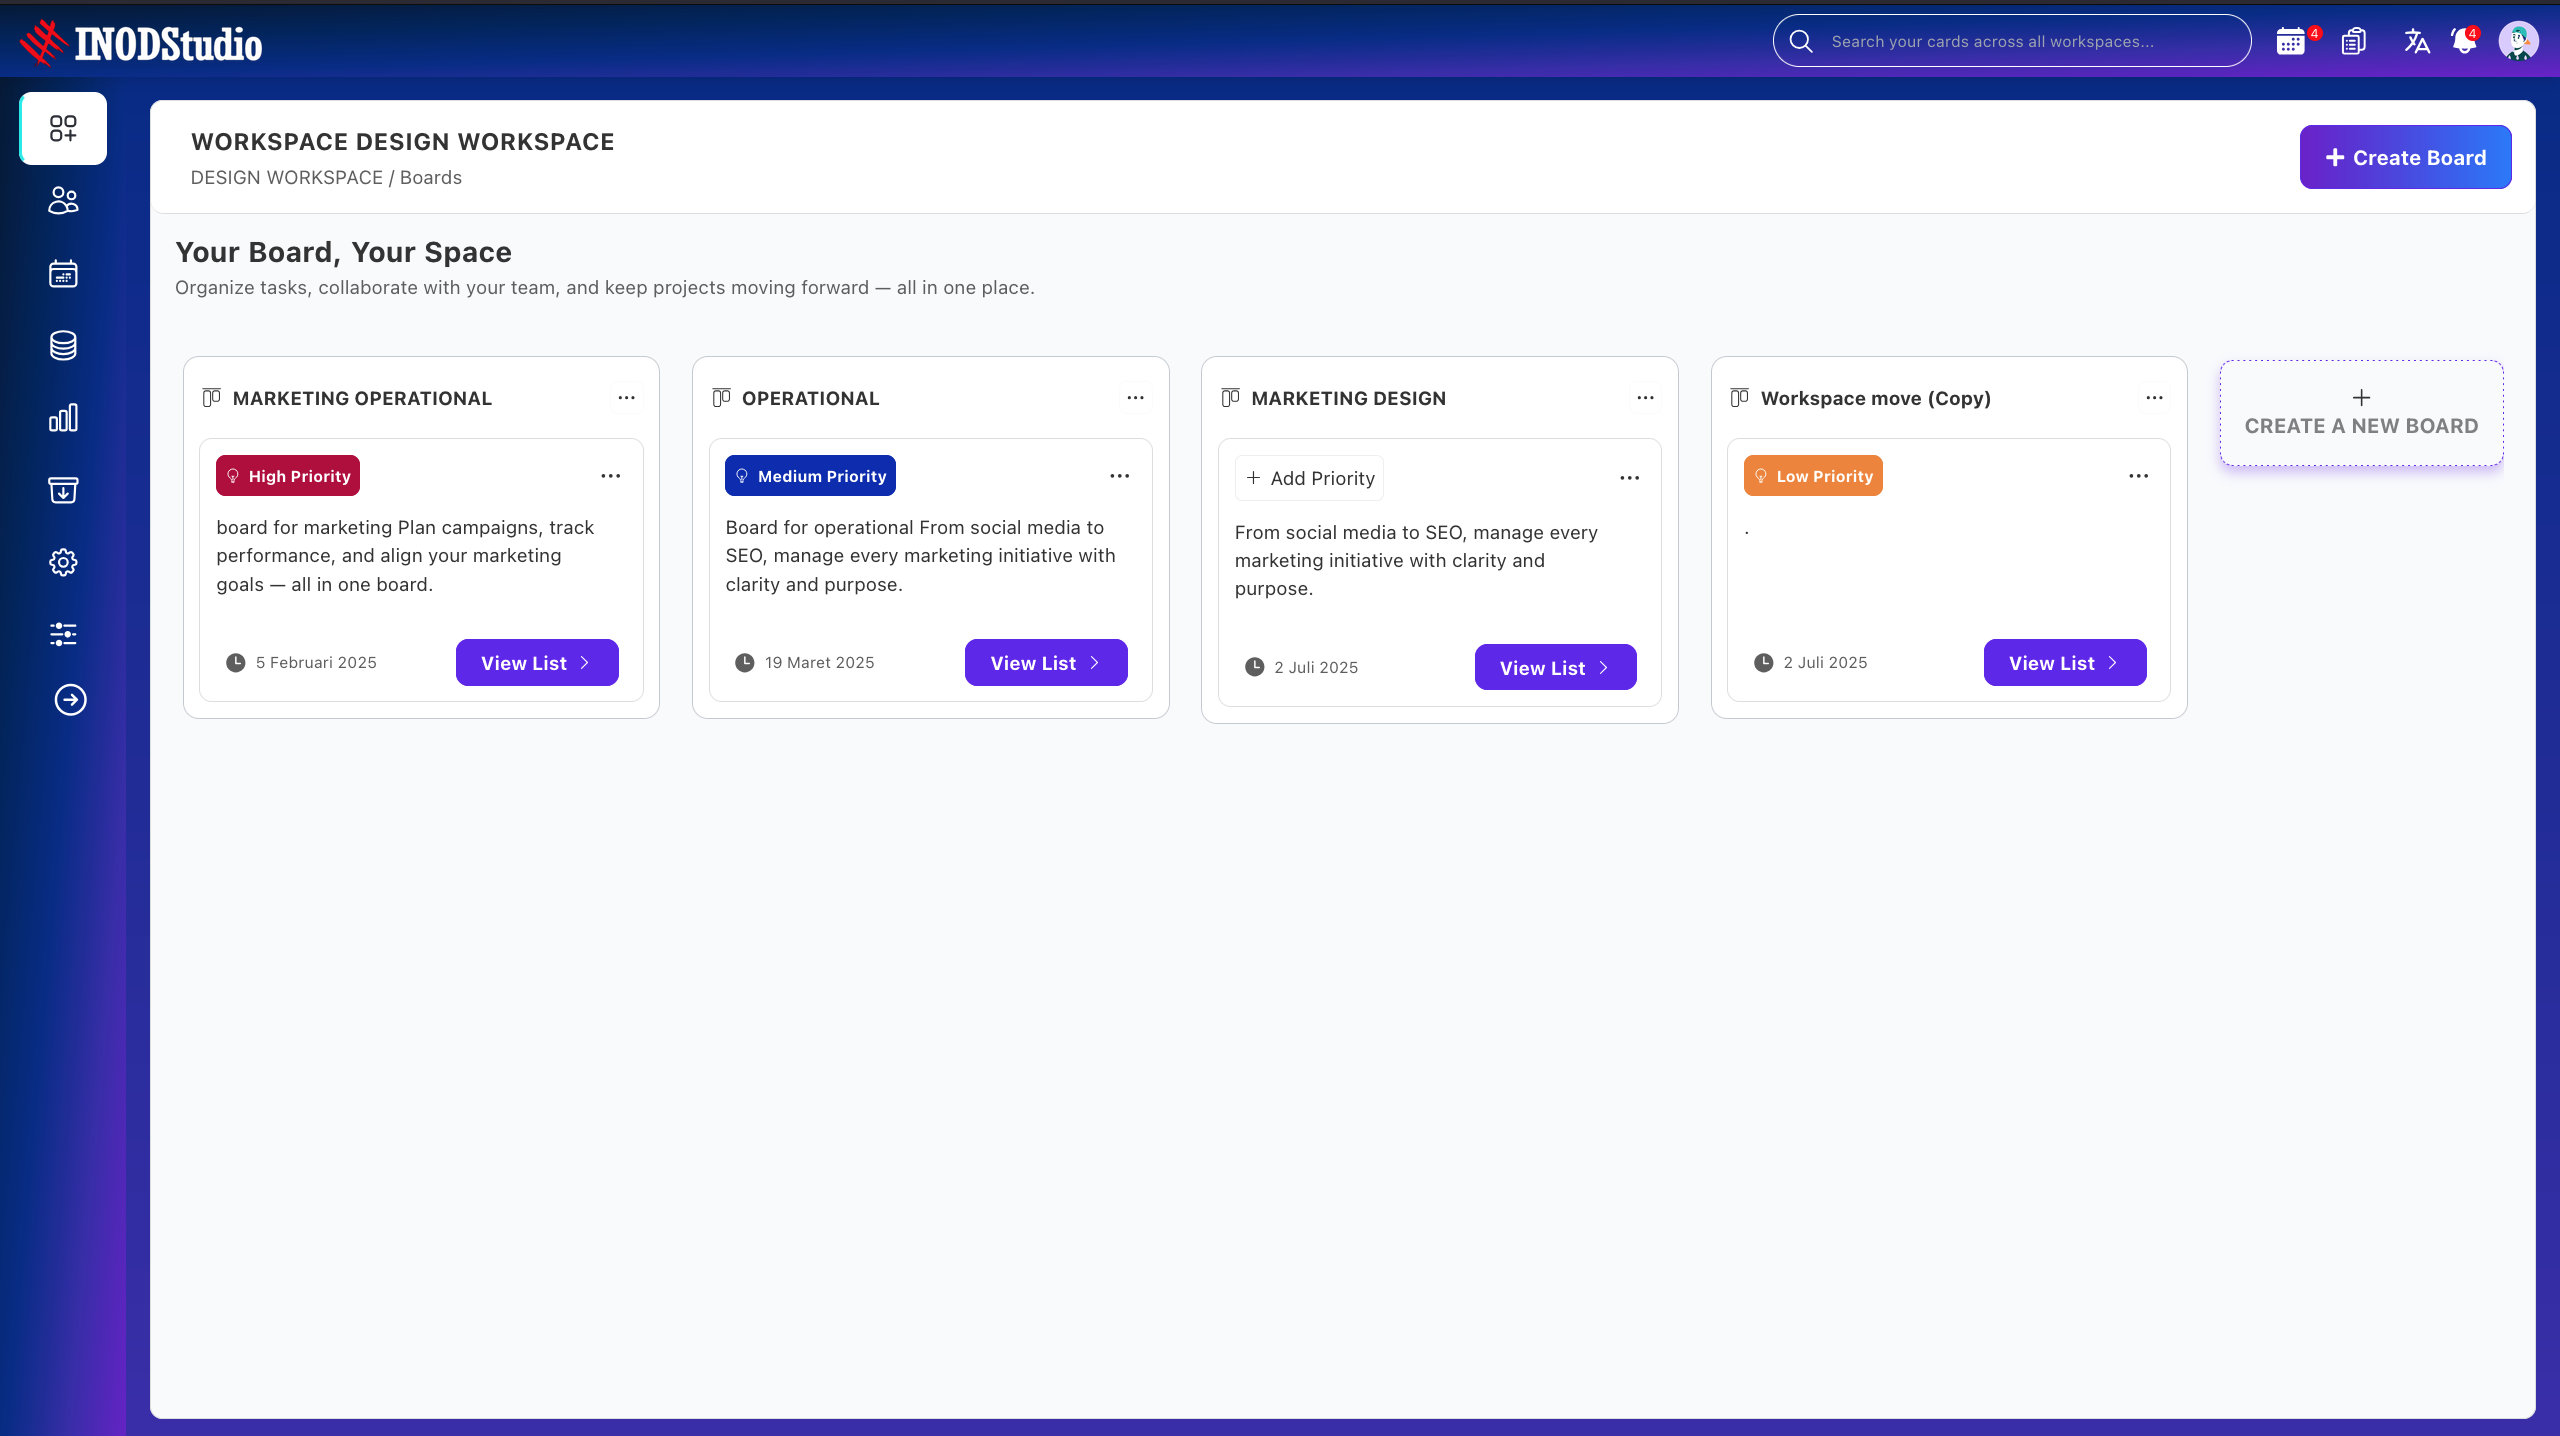 INODStudio
Search your cards across all workspaces...
4
4
WORKSPACE DESIGN WORKSPACE
DESIGN WORKSPACE / Boards
Create Board
Your Board, Your Space
Organize tasks, collaborate with your team, and keep projects moving forward — all in one place.
MARKETING OPERATIONAL
High Priority
board for marketing Plan campaigns, track
performance, and align your marketing
goals — all in one board.
5 Februari 2025
View List
OPERATIONAL
Medium Priority
Board for operational From social media to
SEO, manage every marketing initiative with
clarity and purpose.
19 Maret 2025
View List
MARKETING DESIGN
Add Priority
From social media to SEO, manage every
marketing initiative with clarity and
purpose.
2 Juli 2025
View List
Workspace move (Copy)
Low Priority
.
2 Juli 2025
View List
CREATE A NEW BOARD